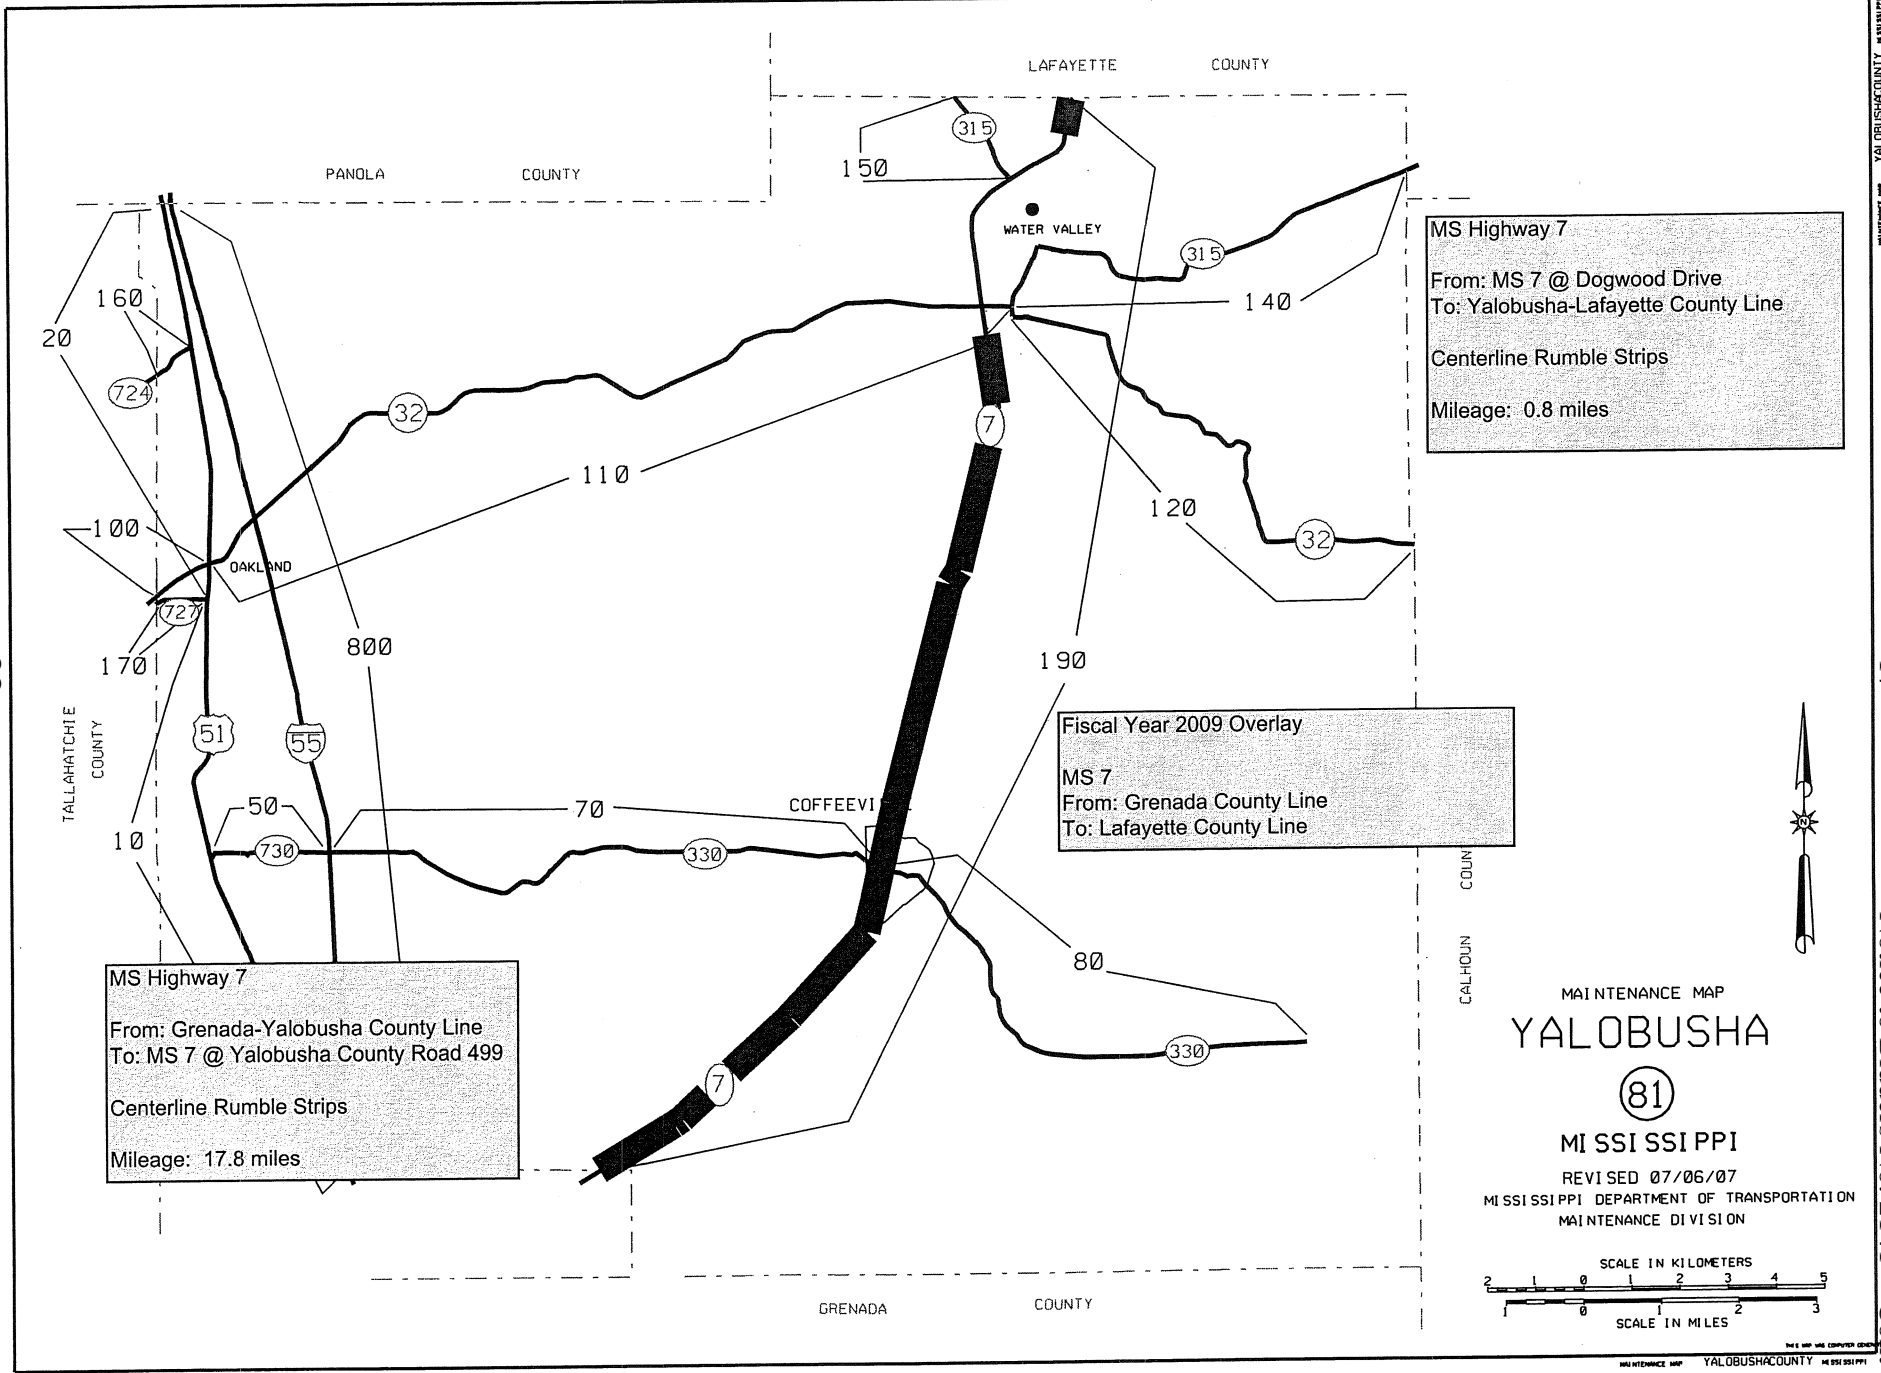 LAFAYETTE COUNTY
PANOLA COUNTY
315
150
WATER VALLEY
315
140
160
20
724
32
110
7
120
32
100
OAKLAND
727
170
800
190
51
55
TALLAHATCHIE
COUNTY
50
70
COFFEEVI
10
730
330
80
330
7
CALHOUN COUN
GRENADA COUNTY
MS Highway 7
From: MS 7 @ Dogwood Drive
To: Yalobusha-Lafayette County Line
Centerline Rumble Strips
Mileage: 0.8 miles
Fiscal Year 2009 Overlay
MS 7
From: Grenada County Line
To: Lafayette County Line
MS Highway 7
From: Grenada-Yalobusha County Line
To: MS 7 @ Yalobusha County Road 499
Centerline Rumble Strips
Mileage: 17.8 miles
N
MAINTENANCE MAP
YALOBUSHA
81
MISSISSIPPI
REVISED 07/06/07
MISSISSIPPI DEPARTMENT OF TRANSPORTATION
MAINTENANCE DIVISION
SCALE IN KILOMETERS
2 1 0 1 2 3 4 5
1 0 1 2 3
SCALE IN MILES
MAINTENANCE MAP YALOBUSHACOUNTY MISSISSIPPI
YALOBUSHACOUNTY